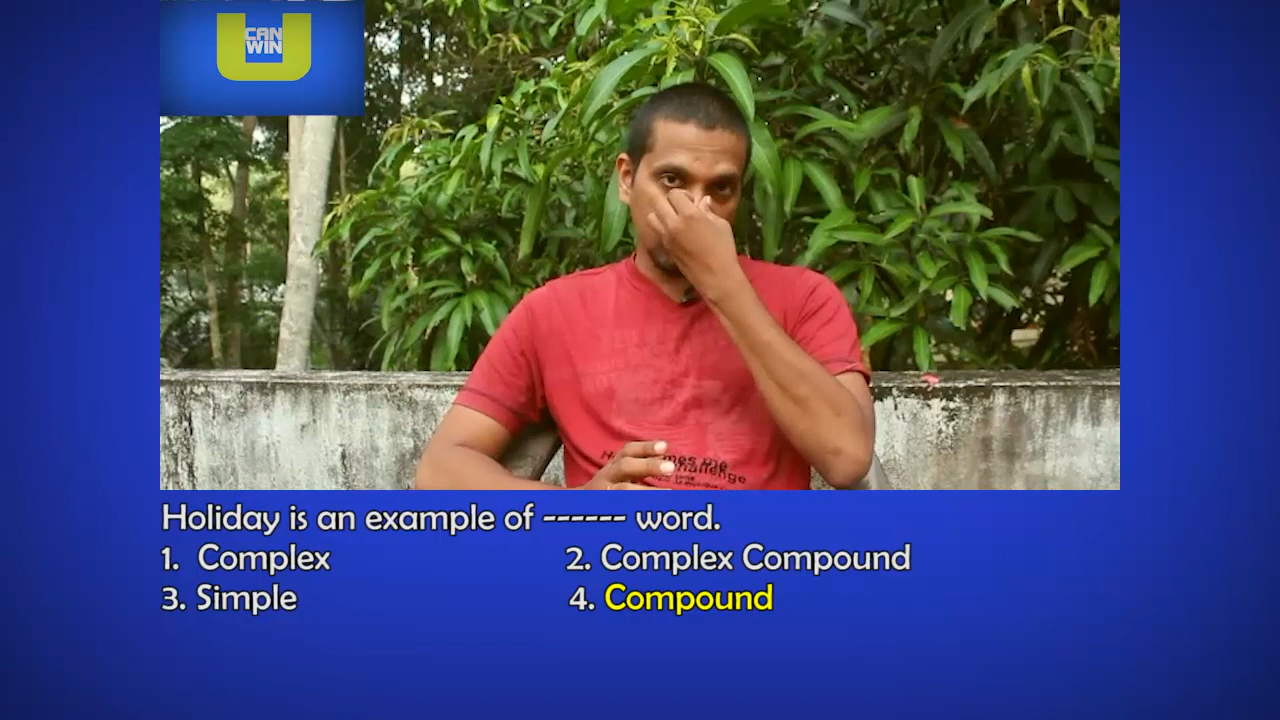 CAN
WIN
Holiday is an example of ------ word.
1. Complex 2. Complex Compound
3. Simple 4. Compound